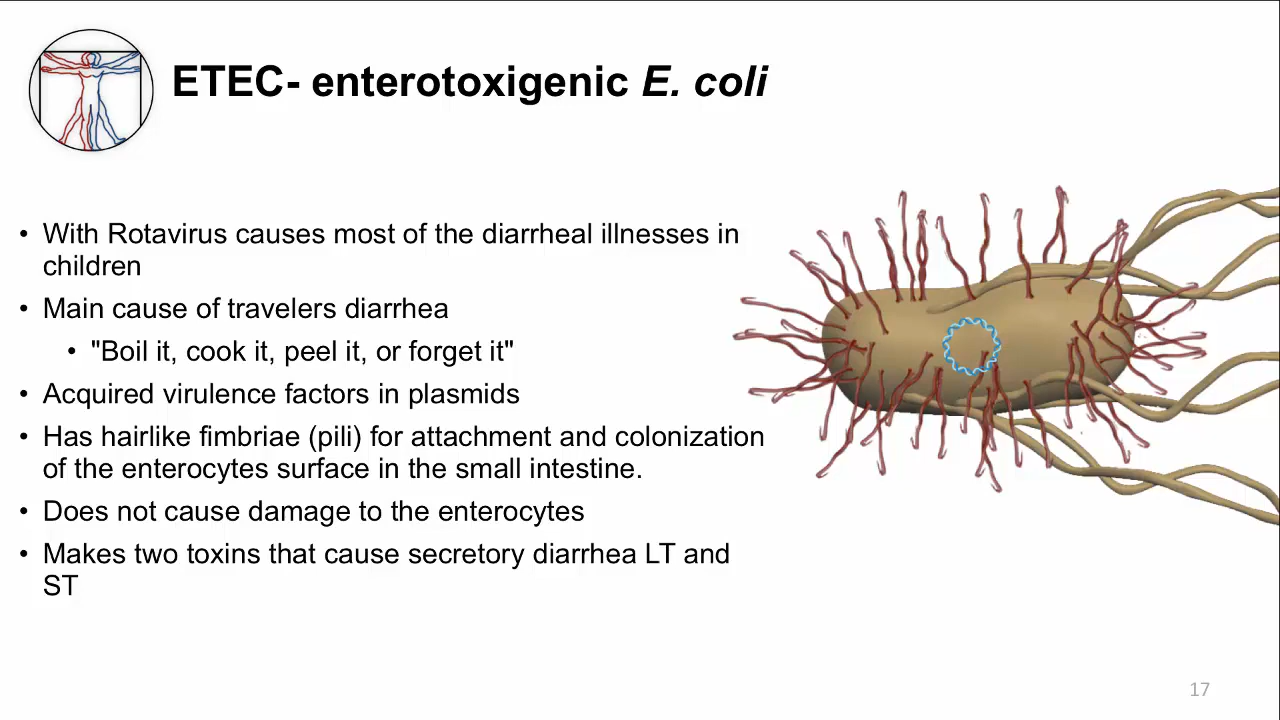 ETEC- enterotoxigenic E. coli
• With Rotavirus causes most of the diarrheal illnesses in
children
• Main cause of travelers diarrhea
• "Boil it, cook it, peel it, or forget it"
• Acquired virulence factors in plasmids
• Has hairlike fimbriae (pili) for attachment and colonization
of the enterocytes surface in the small intestine.
• Does not cause damage to the enterocytes
• Makes two toxins that cause secretory diarrhea LT and
ST
17